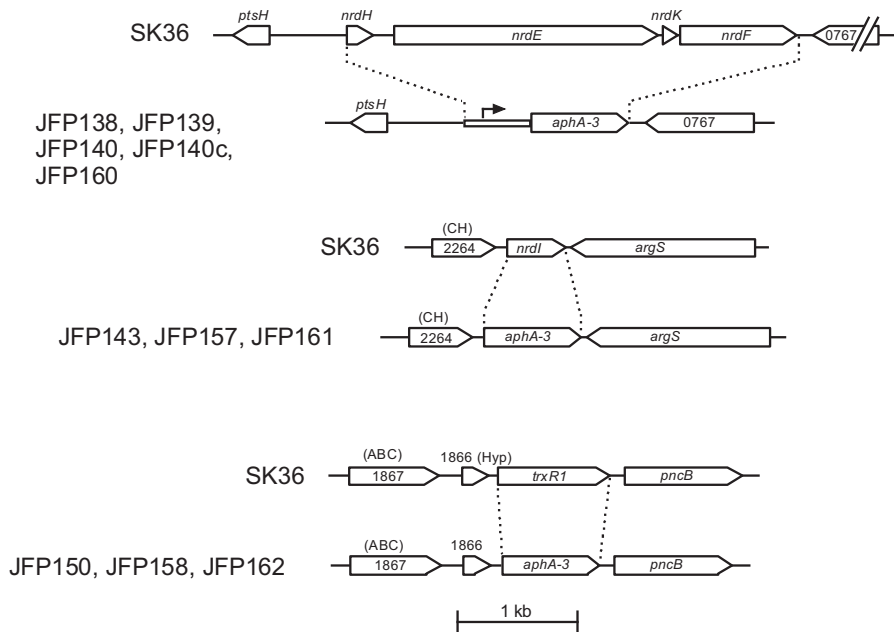 ptsH nrdH nrdK
SK36 nrdE nrdF 0767
ptsH
JFP138, JFP139, aphA-3 0767
JFP140, JFP140c,
JFP160
(CH)
SK36 2264 nrdI argS
(CH)
JFP143, JFP157, JFP161 2264 aphA-3 argS
(ABC) 1866 (Hyp)
SK36 1867 trxR1 pncB
(ABC) 1866
JFP150, JFP158, JFP162 1867 aphA-3 pncB
1 kb